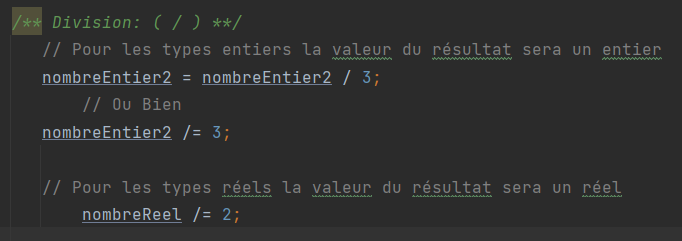 /** Division: ( / ) **/
// Pour les types entiers la valeur du résultat sera un entier
nombreEntier2 = nombreEntier2 / 3;
// Ou Bien
nombreEntier2 /= 3;
// Pour les types réels la valeur du résultat sera un réel
nombreReel /= 2;